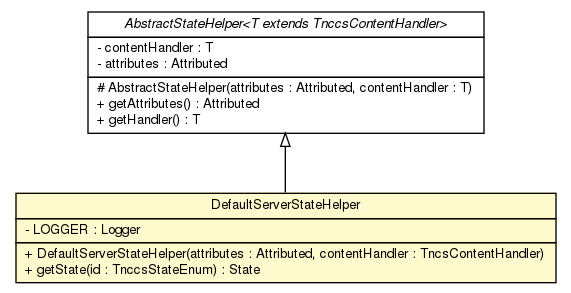 AbstractStateHelper<T extends TnccsContentHandler>
- contentHandler : T
- attributes : Attributed
# AbstractStateHelper(attributes : Attributed, contentHandler : T)
+ getAttributes() : Attributed
+ getHandler() : T
DefaultServerStateHelper
- LOGGER : Logger
+ DefaultServerStateHelper(attributes : Attributed, contentHandler : TncsContentHandler)
+ getState(id : TnccsStateEnum) : State